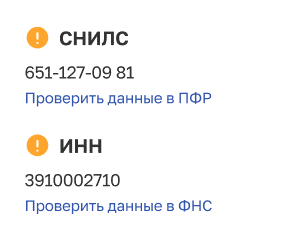 СНИЛС
651-127-09 81
Проверить данные в ПФР
ИНН
3910002710
Проверить данные в ФНС